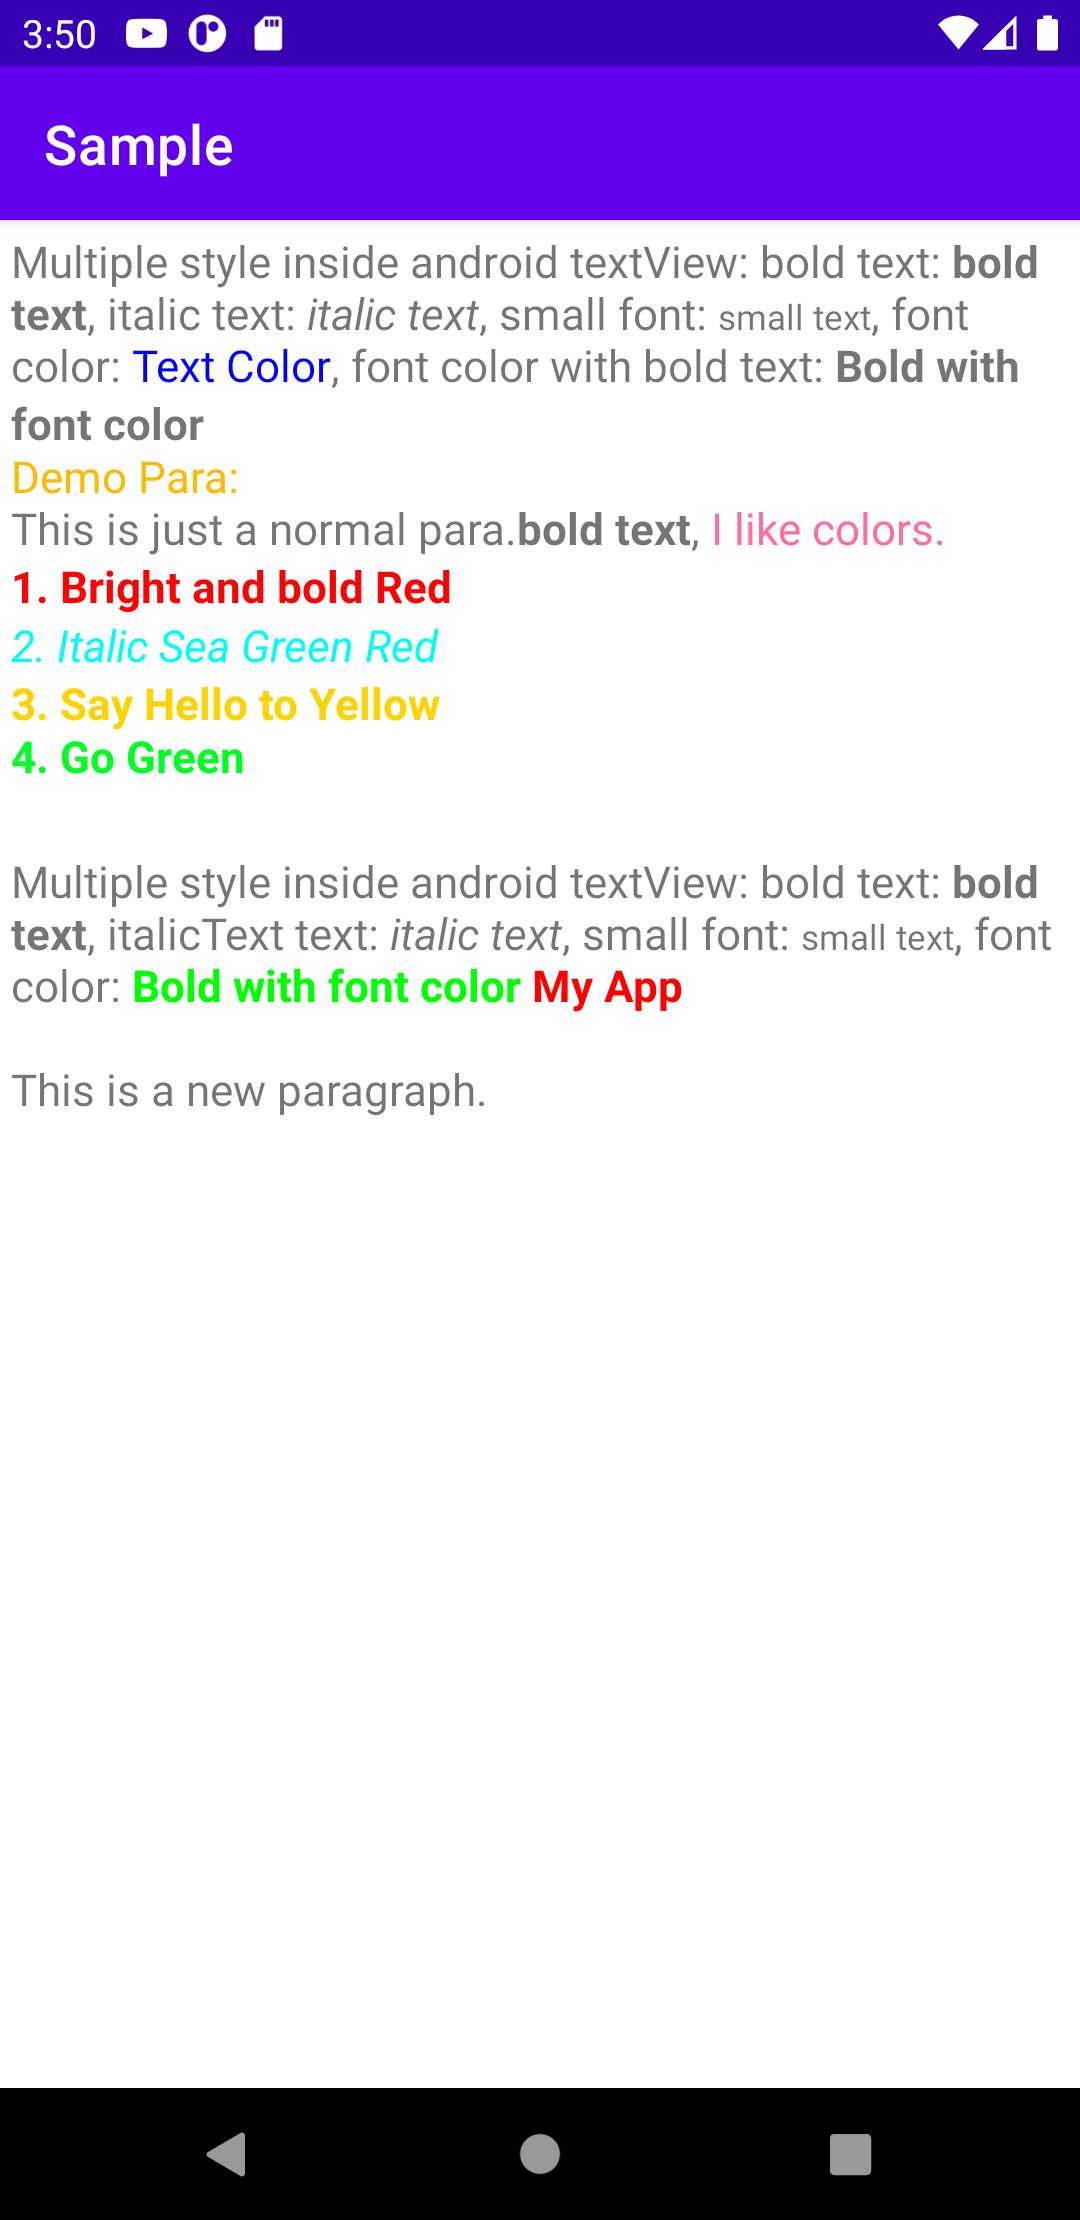 3:50
Sample
Multiple style inside android textView: bold text: bold
text, italic text: italic text, small font: small text, font
color: Text Color, font color with bold text: Bold with
font color
Demo Para:
This is just a normal para.bold text, I like colors.
1. Bright and bold Red
2. Italic Sea Green Red
3. Say Hello to Yellow
4. Go Green
Multiple style inside android textView: bold text: bold
text, italicText text: italic text, small font: small text, font
color: Bold with font color My App
This is a new paragraph.